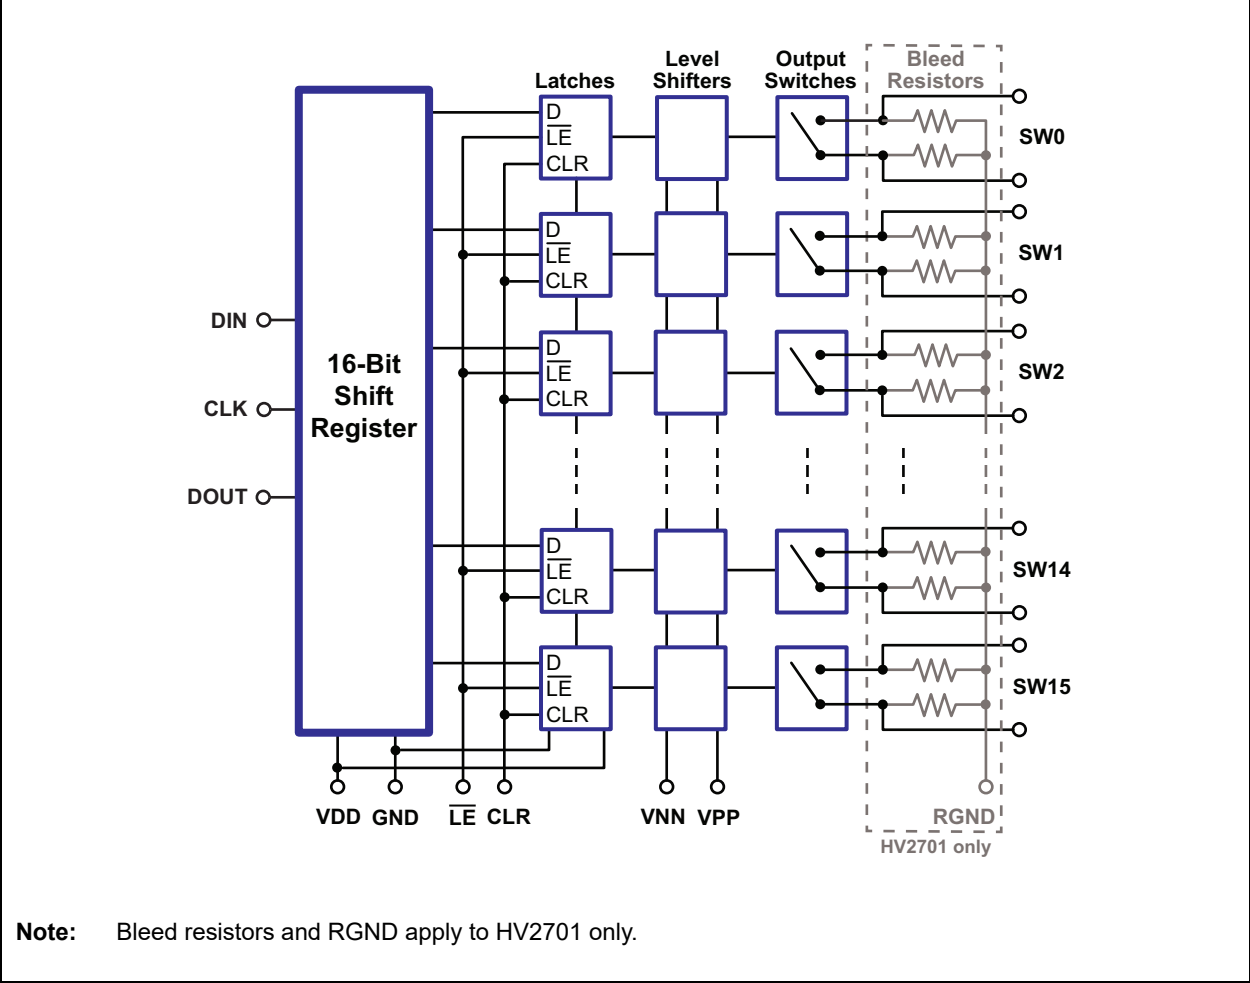 Latches
Level
Shifters
Output
Switches
Bleed
Resistors
D
LE
CLR
SW0
D
LE
CLR
SW1
DIN
D
LE
CLR
SW2
16-Bit
Shift
Register
CLK
DOUT
D
LE
CLR
SW14
D
LE
CLR
SW15
VDD
GND
LE
CLR
VNN
VPP
RGND
HV2701 only
Note: Bleed resistors and RGND apply to HV2701 only.